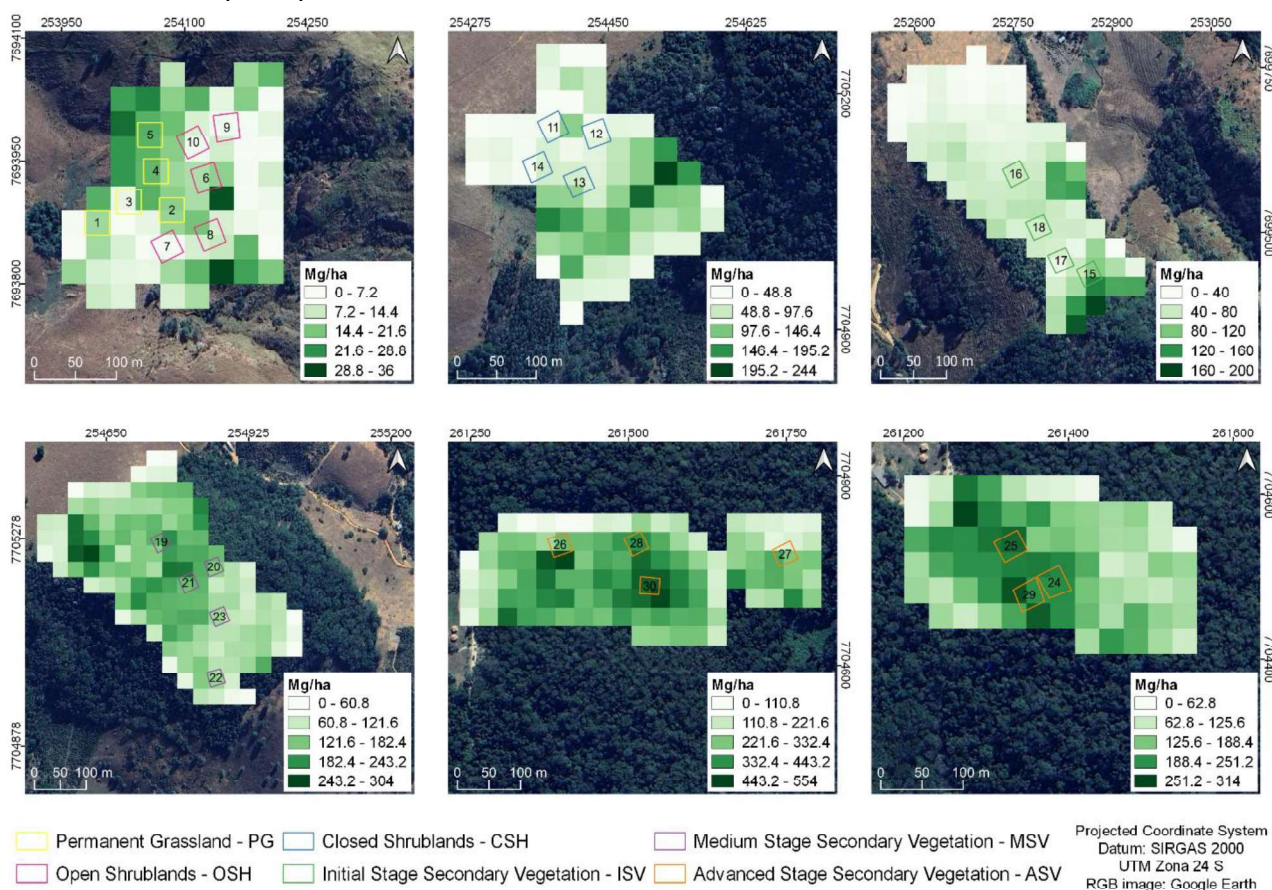 253950 254100 254250
7694100
7693950
7693800
5
10
9
4
6
3
2
1
8
7
Mg/ha
0 - 7.2
7.2 - 14.4
14.4 - 21.6
21.6 - 28.8
28.8 - 36
0 50 100 m
254275 254450 254625
7705200
7704900
11
12
14
13
Mg/ha
0 - 48.8
48.8 - 97.6
97.6 - 146.4
146.4 - 195.2
195.2 - 244
0 50 100 m
252600 252750 252900 253050
7699750
7699500
16
18
17
15
Mg/ha
0 - 40
40 - 80
80 - 120
120 - 160
160 - 200
0 50 100 m
254650 254925 255200
7705278
7704878
19
20
21
23
22
Mg/ha
0 - 60.8
60.8 - 121.6
121.6 - 182.4
182.4 - 243.2
243.2 - 304
0 50 100 m
261250 261500 261750
7704900
7704600
26
28
27
30
Mg/ha
0 - 110.8
110.8 - 221.6
221.6 - 332.4
332.4 - 443.2
443.2 - 554
0 50 100 m
261200 261400 261600
7704600
7704400
25
24
29
Mg/ha
0 - 62.8
62.8 - 125.6
125.6 - 188.4
188.4 - 251.2
251.2 - 314
0 50 100 m
Permanent Grassland - PG
Closed Shrublands - CSH
Medium Stage Secondary Vegetation - MSV
Open Shrublands - OSH
Initial Stage Secondary Vegetation - ISV
Advanced Stage Secondary Vegetation - ASV
Projected Coordinate System
Datum: SIRGAS 2000
UTM Zona 24 S
RGB image: Google Earth